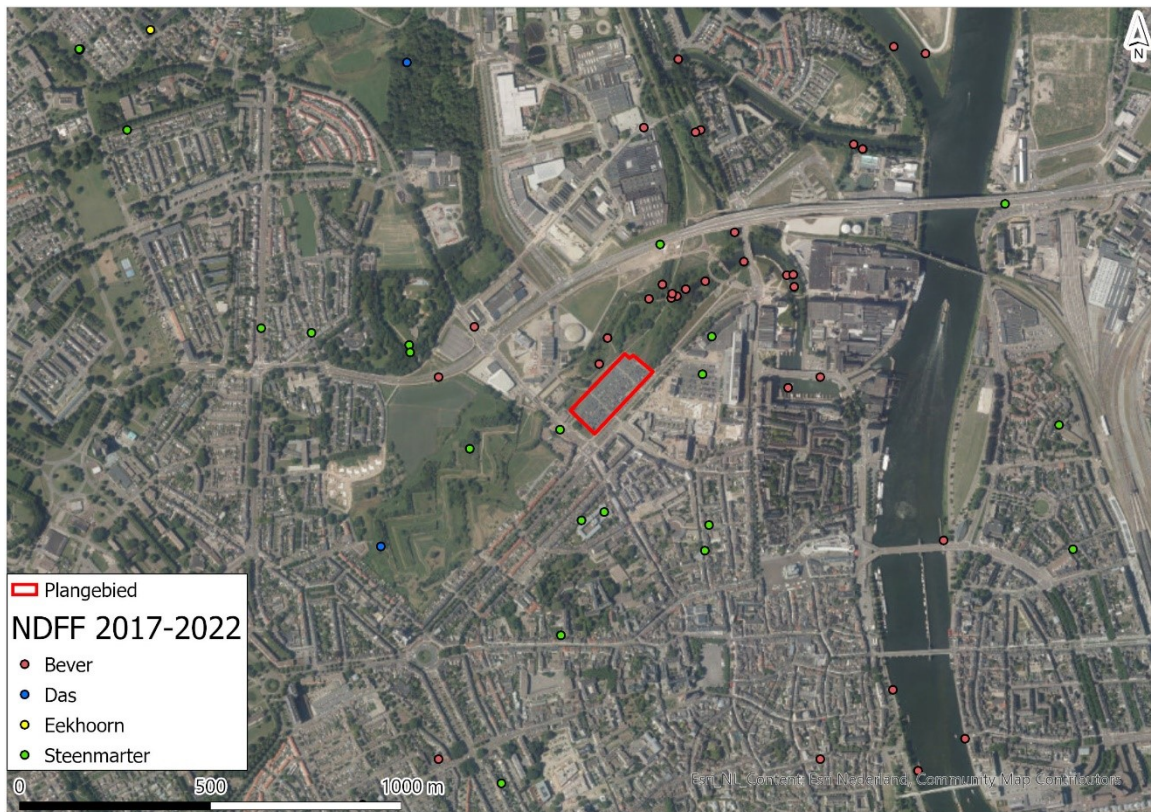 N
Plangebied
NDFF 2017-2022
Bever
Das
Eekhoorn
Steenmarter
0 500 1000 m
Esri NL, Content, Esri Nederland, Community Map Contributors